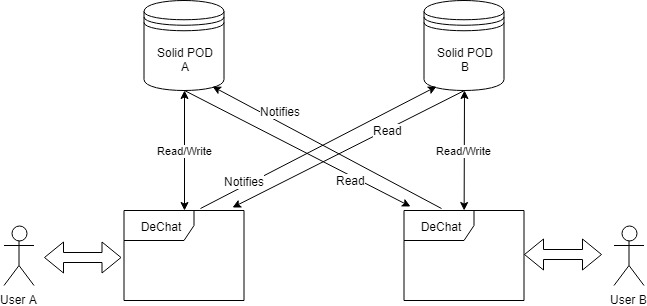 Solid POD
A
Solid POD
B
Notifies
Read
Read/Write
Read/Write
Notifies
Read
DeChat
DeChat
User A
User B